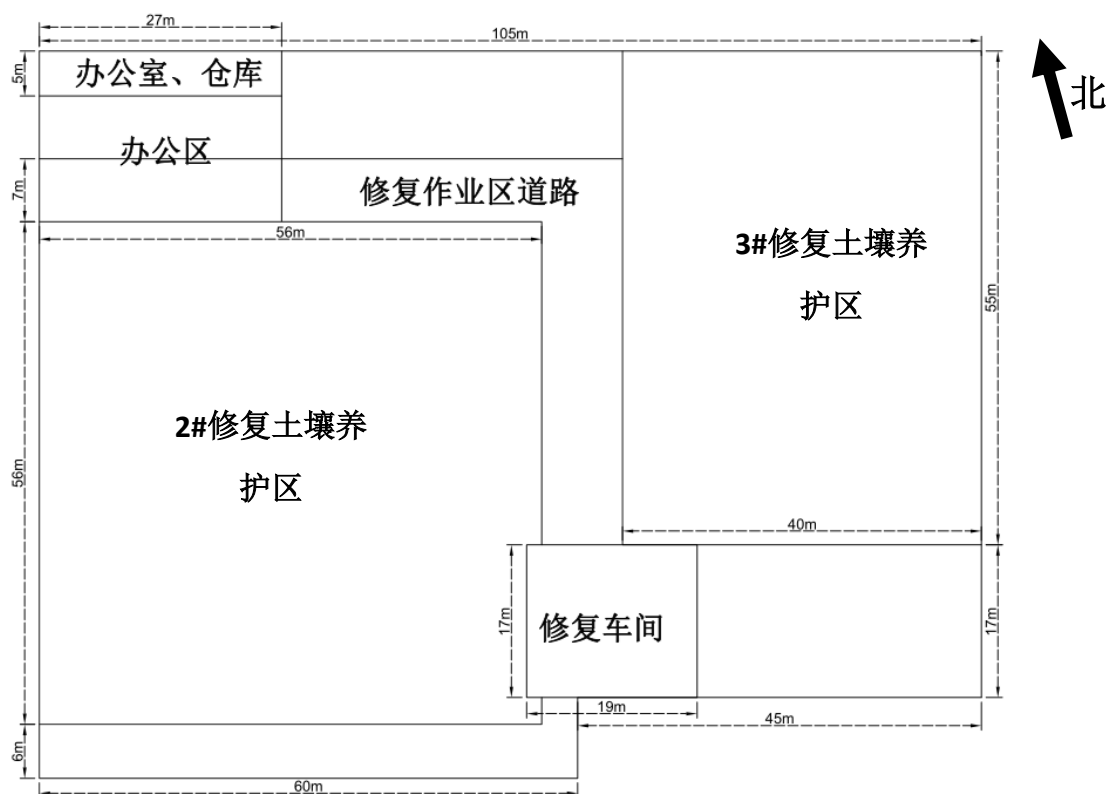 27m
105m
5m
办公室、仓库
北
办公区
7m
修复作业区道路
56m
3#修复土壤养
护区
55m
2#修复土壤养
护区
56m
40m
17m
修复车间
17m
19m
45m
6m
60m